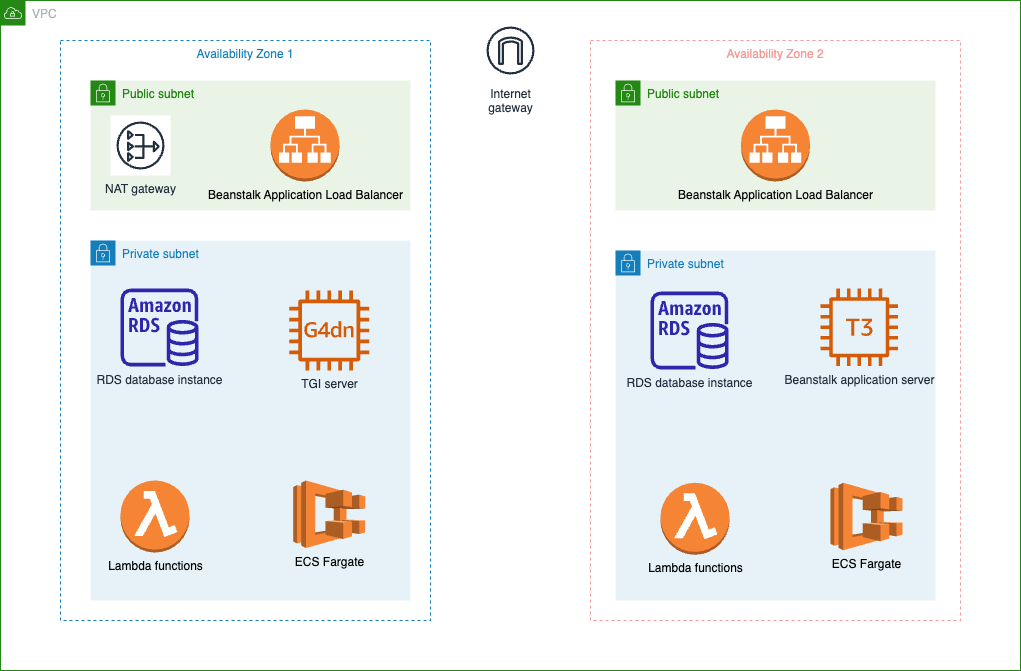 VPC
Availability Zone 1
Public subnet
NAT gateway
Beanstalk Application Load Balancer
Private subnet
Amazon
RDS
RDS database instance
G4dn
TGI server
Lambda functions
ECS Fargate
Internet
gateway
Availability Zone 2
Public subnet
Beanstalk Application Load Balancer
Private subnet
Amazon
RDS
RDS database instance
T3
Beanstalk application server
Lambda functions
ECS Fargate